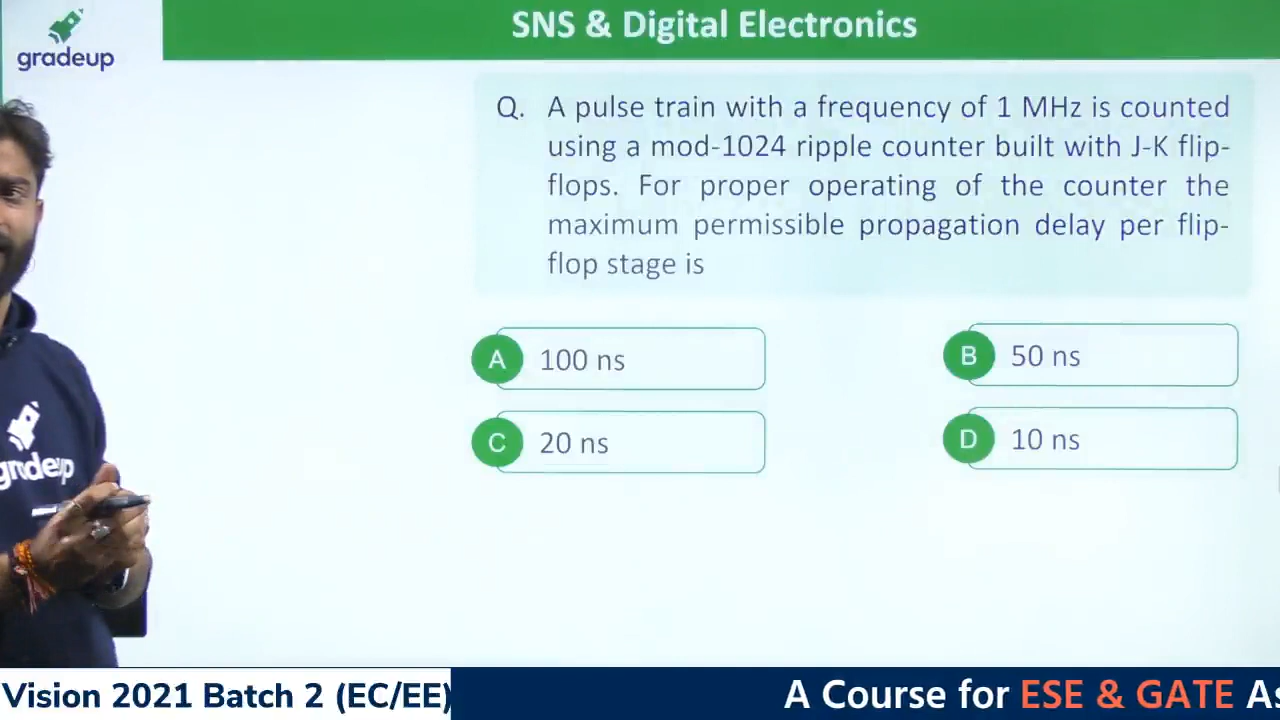 SNS & Digital Electronics
gradeup
Q. A pulse train with a frequency of 1 MHz is counted
using a mod-1024 ripple counter built with J-K flip-
flops. For proper operating of the counter the
maximum permissible propagation delay per flip-
flop stage is
A 100 ns
B 50 ns
C 20 ns
D 10 ns
gradeup
Vision 2021 Batch 2 (EC/EE)
A Course for ESE & GATE As